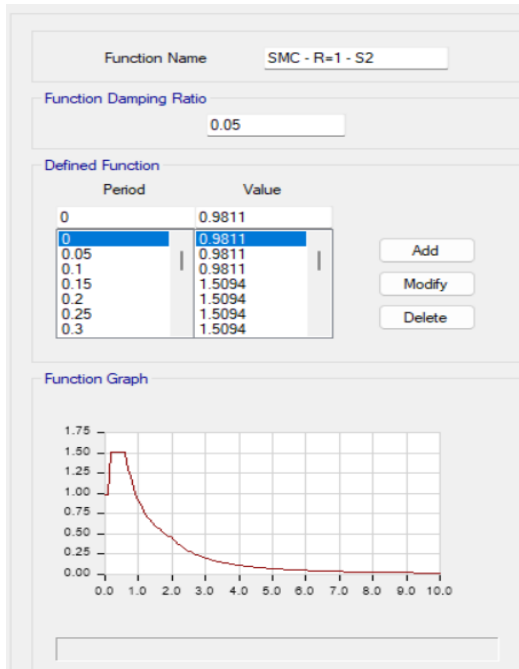 Function Name SMC - R=1 - S2
Function Damping Ratio
0.05
Defined Function
Period Value
0 0.9811
0 0.9811
0.05 0.9811
0.1 0.9811
0.15 1.5094
0.2 1.5094
0.25 1.5094
0.3 1.5094
Add
Modify
Delete
Function Graph
1.75
1.50
1.25
1.00
0.75
0.50
0.25
0.00
0.0 1.0 2.0 3.0 4.0 5.0 6.0 7.0 8.0 9.0 10.0